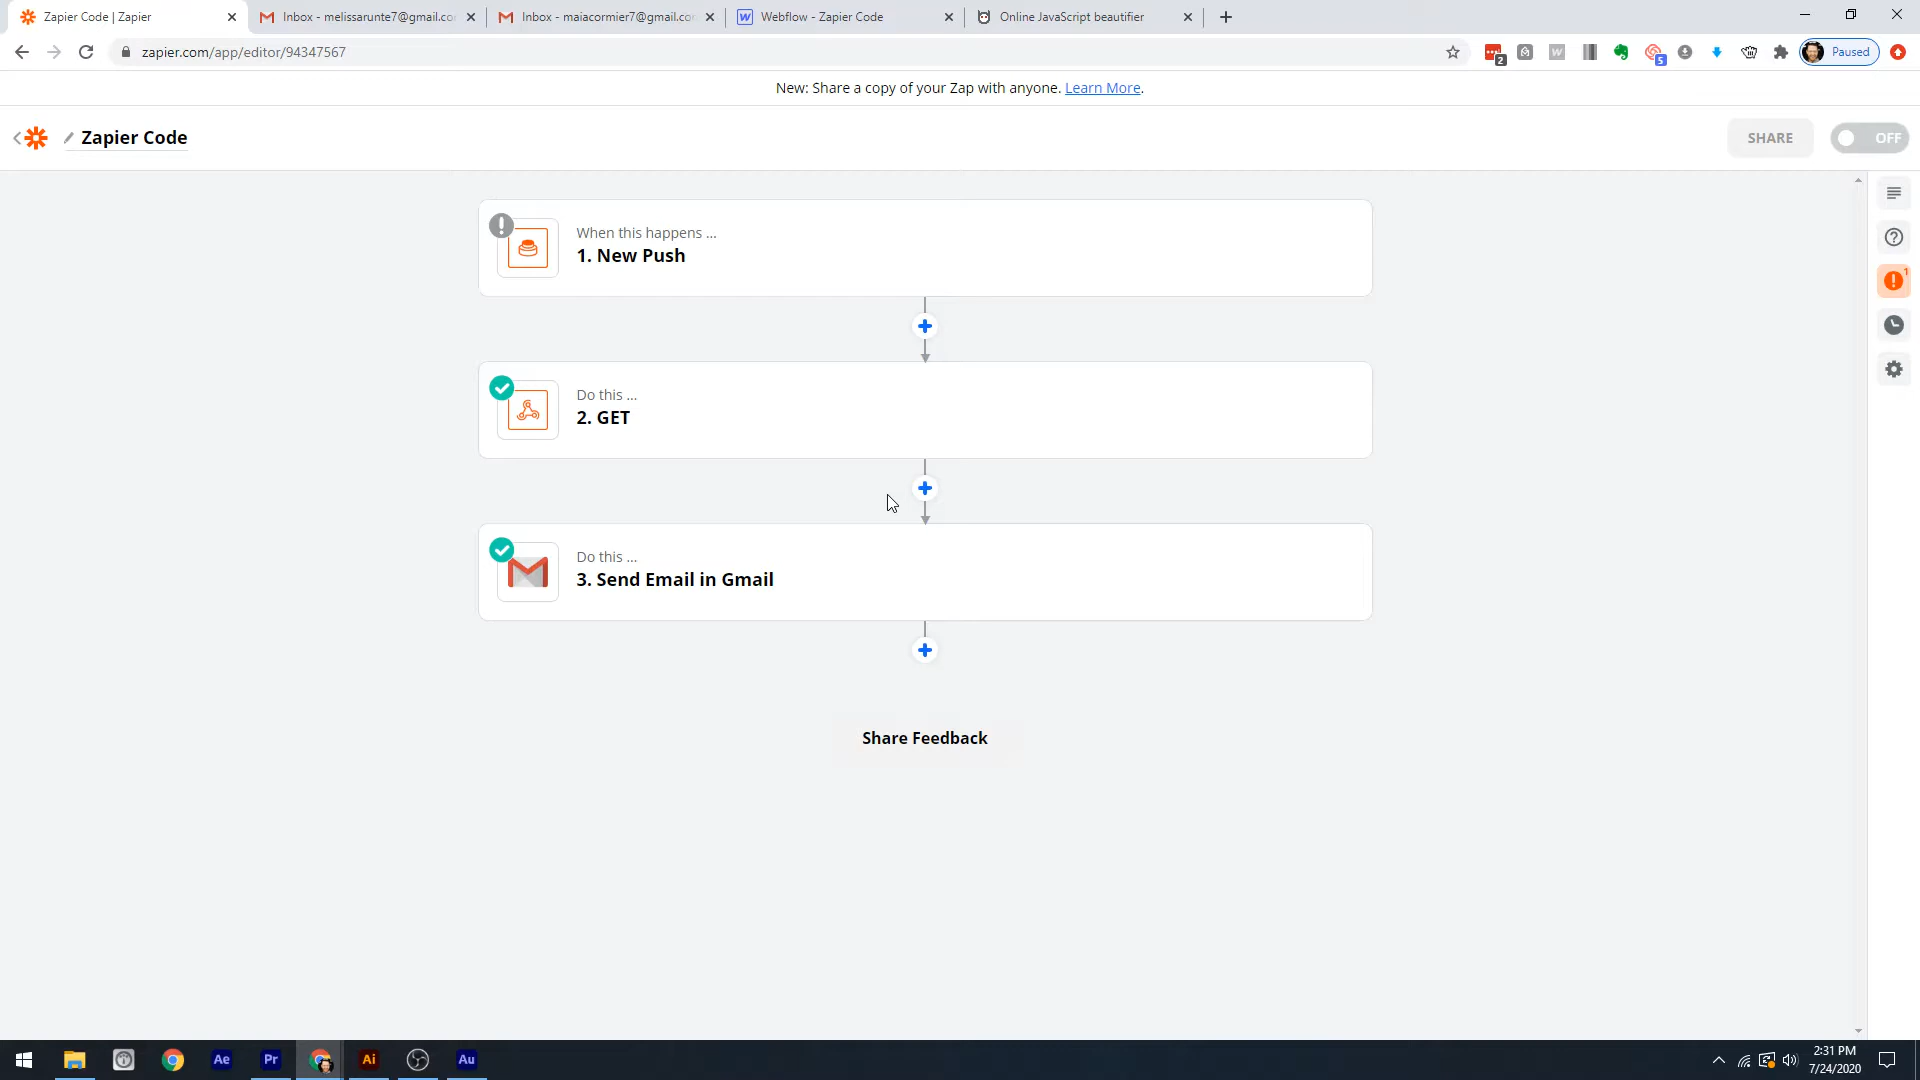 Zapier Code | Zapier
Inbox - melissarunte7@gmail.co
Inbox - maiacormier7@gmail.co
Webflow - Zapier Code
Online JavaScript beautifier
zapier.com/app/editor/94347567
2
5
Paused
New: Share a copy of your Zap with anyone. Learn More.
Zapier Code
SHARE
OFF
When this happens ...
1. New Push
1
Do this ...
2. GET
Do this ...
3. Send Email in Gmail
Share Feedback
Ae
Pr
Ai
Au
2:31 PM
7/24/2020